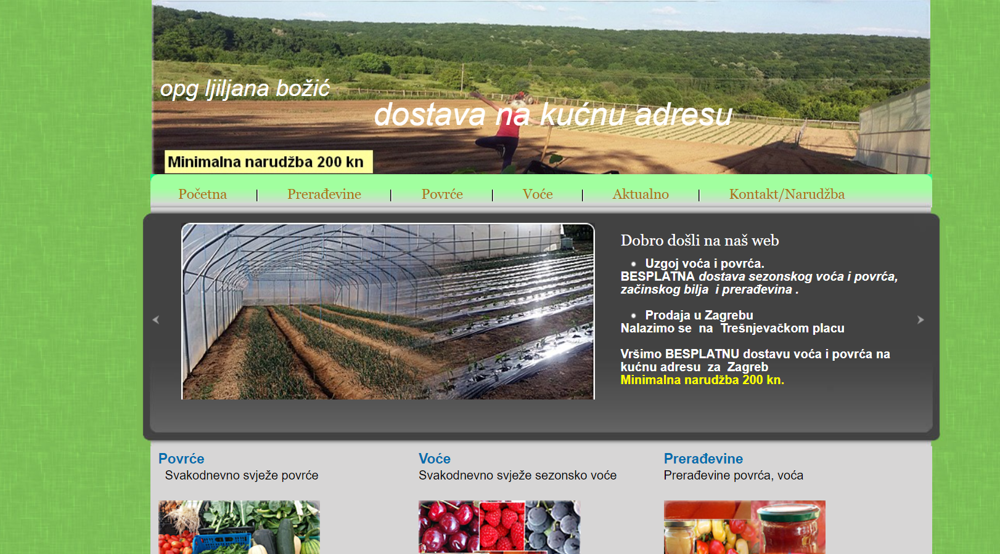 opg ljiljana božić
dostava na kućnu adresu
Minimalna narudžba 200 kn
Početna | Prerađevine | Povrće | Voće | Aktualno | Kontakt/Narudžba
Dobro došli na naš web
Uzgoj voća i povrća.
BESPLATNA dostava sezonskog voća i povrća,
začinskog bilja i prerađevina .
Prodaja u Zagrebu
Nalazimo se na Trešnjevačkom placu
Vršimo BESPLATNU dostavu voća i povrća na
kućnu adresu za Zagreb
Minimalna narudžba 200 kn.
Povrće
Svakodnevno svježe povrće
Voće
Svakodnevno svježe sezonsko voće
Prerađevine
Prerađevine povrća, voća